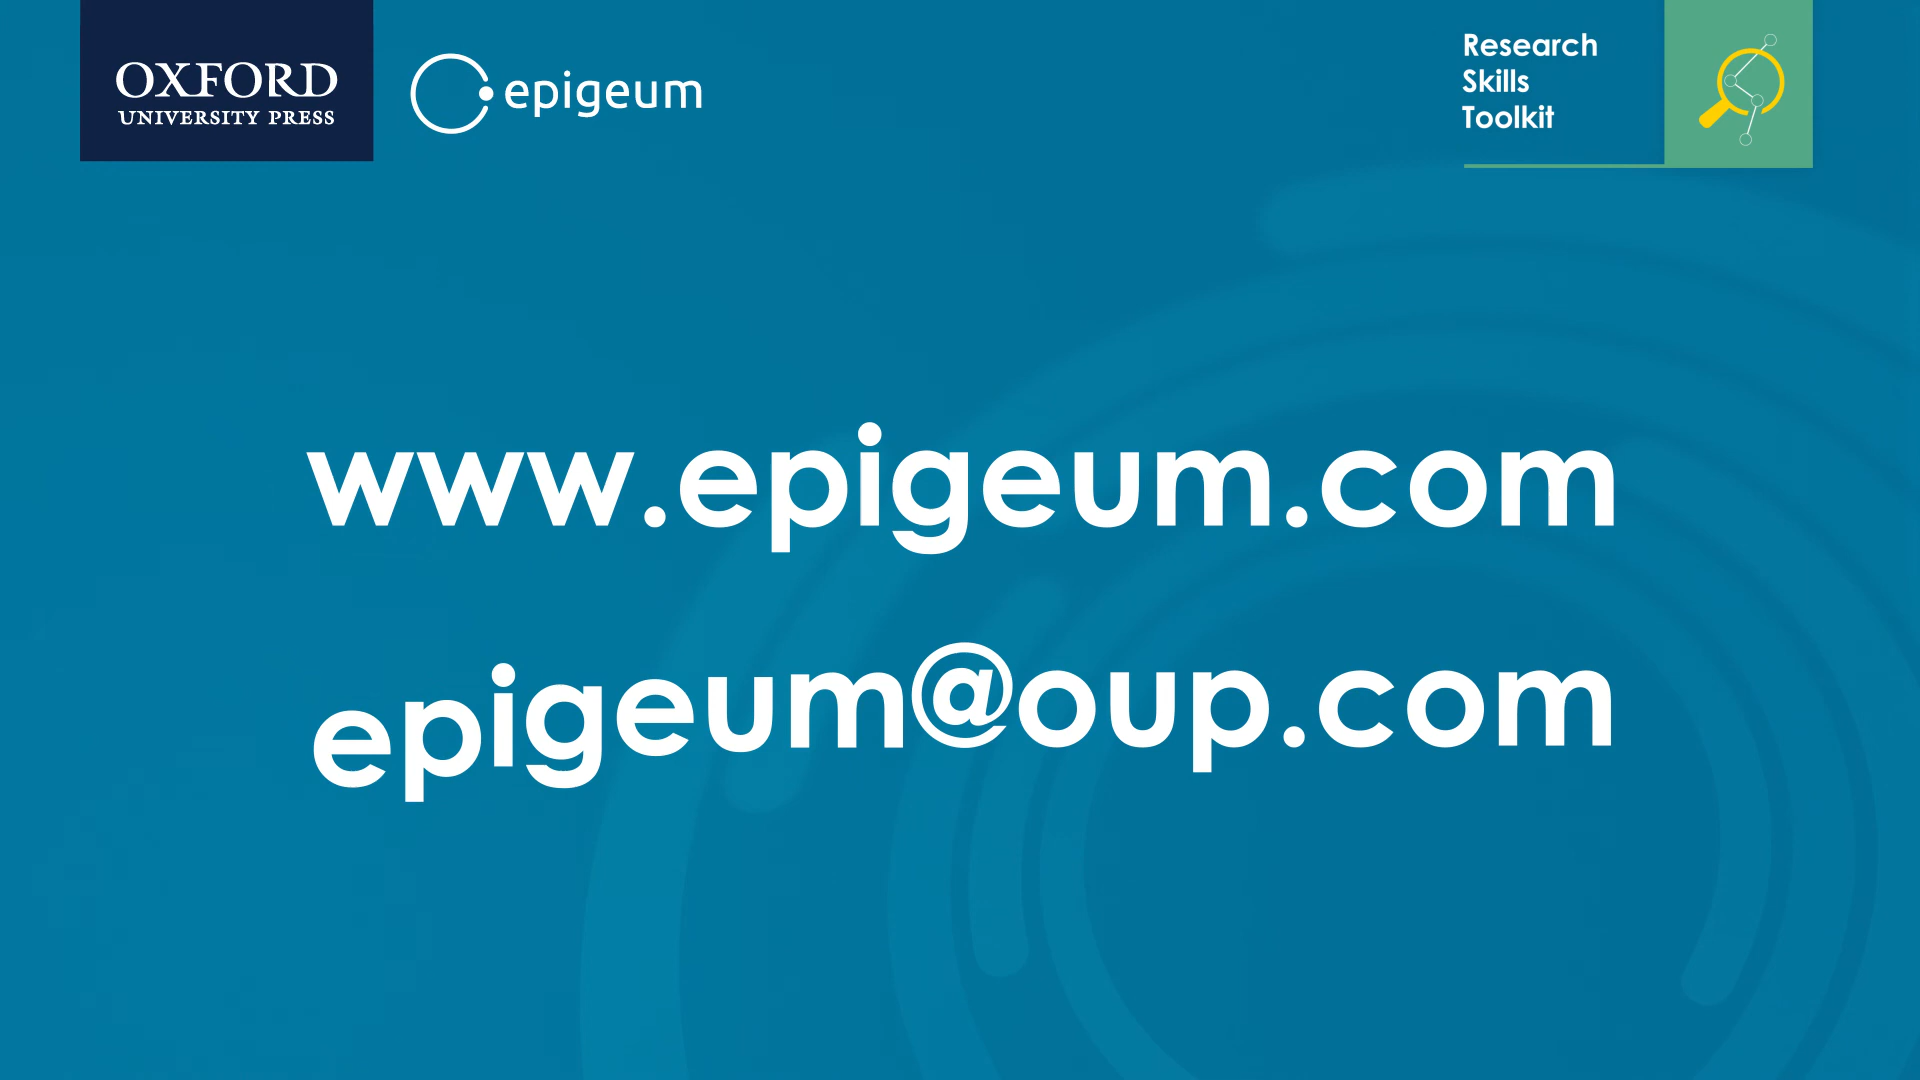 OXFORD
UNIVERSITY PRESS
epigeum
Research
Skills
Toolkit
www.epigeum.com
epigeum@oup.com